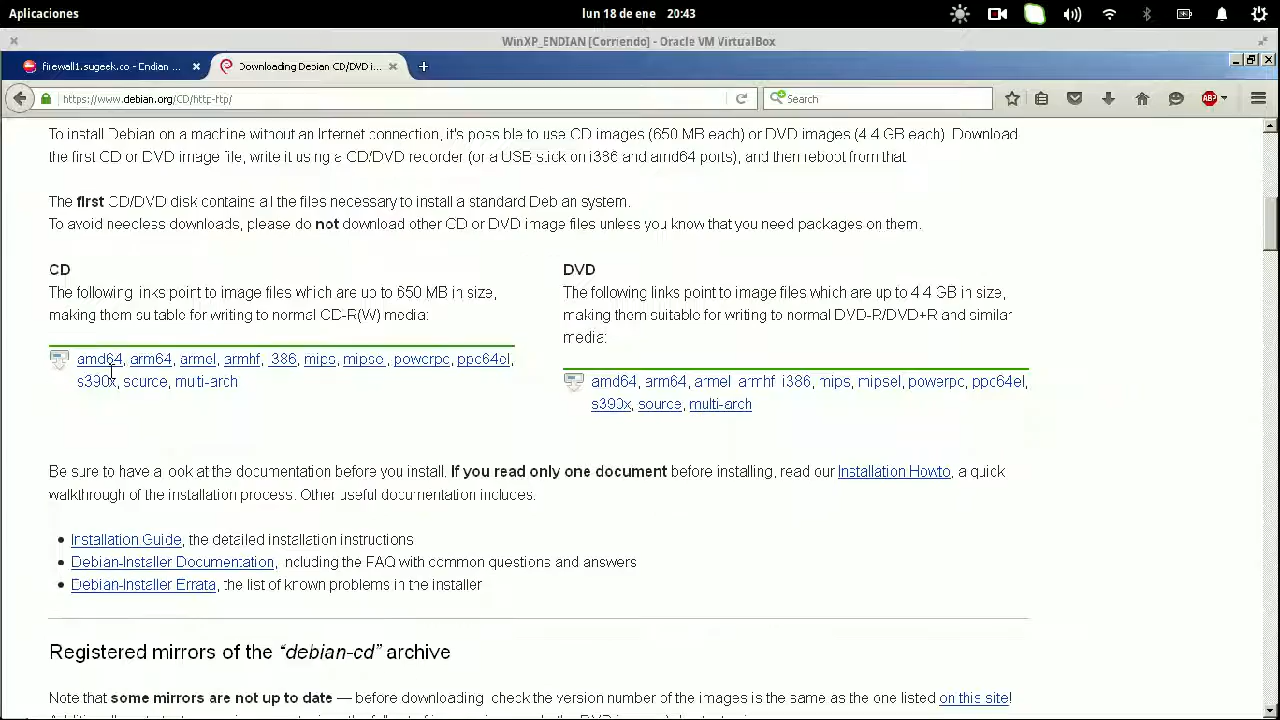 Aplicaciones
lun 18 de ene 20:43
WinXP_ENDIAN [Corriendo] - Oracle VM VirtualBox
firewall1.sugeek.co - Endian ...
Downloading Debian CD/DVD i...
https://www.debian.org/CD/http-ftp/
Search
ABP
To install Debian on a machine without an Internet connection, it's possible to use CD images (650 MB each) or DVD images (4.4 GB each). Download
the first CD or DVD image file, write it using a CD/DVD recorder (or a USB stick on i386 and amd64 ports), and then reboot from that.
The first CD/DVD disk contains all the files necessary to install a standard Debian system.
To avoid needless downloads, please do not download other CD or DVD image files unless you know that you need packages on them.
CD
The following links point to image files which are up to 650 MB in size,
making them suitable for writing to normal CD-R(W) media:
amd64, arm64, armel, armhf, i386, mips, mipsel, powerpc, ppc64el,
s390x, source, multi-arch
DVD
The following links point to image files which are up to 4.4 GB in size,
making them suitable for writing to normal DVD-R/DVD+R and similar
media:
amd64, arm64, armel, armhf, i386, mips, mipsel, powerpc, ppc64el,
s390x, source, multi-arch
Be sure to have a look at the documentation before you install. If you read only one document before installing, read our Installation Howto, a quick
walkthrough of the installation process. Other useful documentation includes:
Installation Guide, the detailed installation instructions
Debian-Installer Documentation, including the FAQ with common questions and answers
Debian-Installer Errata, the list of known problems in the installer
Registered mirrors of the “debian-cd” archive
Note that some mirrors are not up to date — before downloading, check the version number of the images is the same as the one listed on this site!